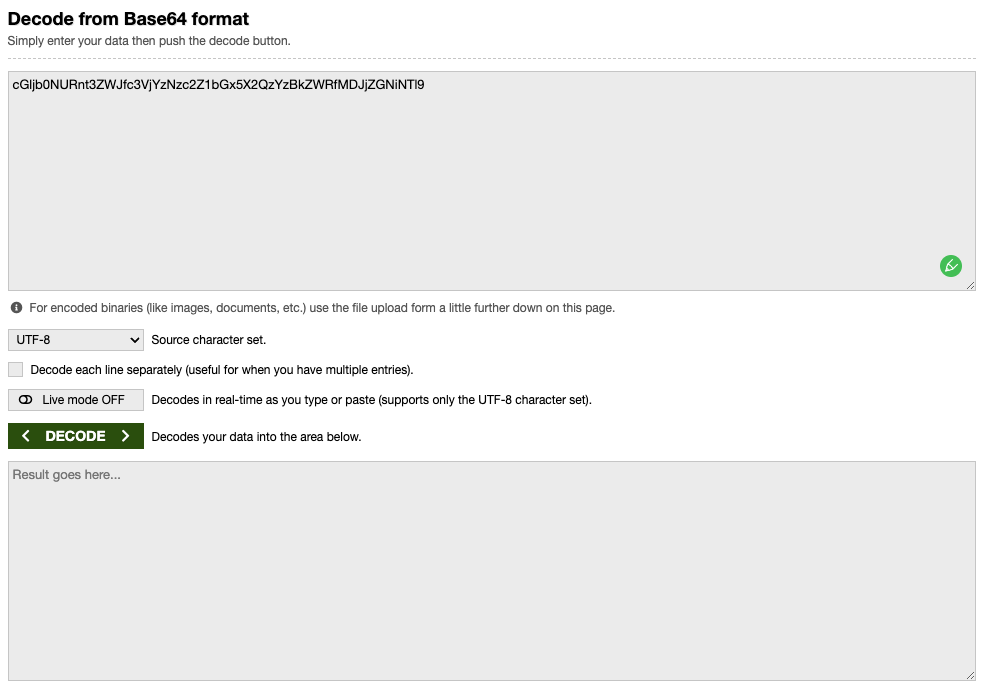 Decode from Base64 format
Simply enter your data then push the decode button.
cGljb0NURnt3ZWJfc3VjYzNzc2Z1bGx5X2QzYzBkZWRfMDJjZGNiNTl9
For encoded binaries (like images, documents, etc.) use the file upload form a little further down on this page.
UTF-8 Source character set.
Decode each line separately (useful for when you have multiple entries).
Live mode OFF Decodes in real-time as you type or paste (supports only the UTF-8 character set).
< DECODE > Decodes your data into the area below.
Result goes here...